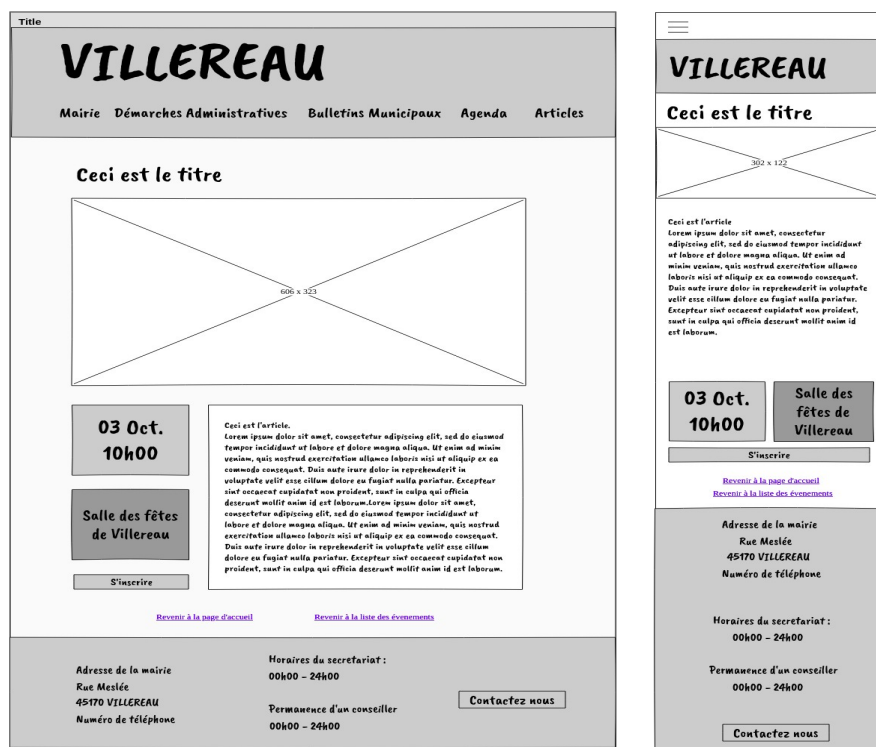 Title
VILLEREAU
Mairie Démarches Administratives Bulletins Municipaux Agenda Articles
Ceci est le titre
606 x 323
03 Oct.
10h00
Salle des fêtes
de Villereau
S'inscrire
Ceci est l'article.
Lorem ipsum dolor sit amet, consectetur adipiscing elit, sed do eiusmod
tempor incididunt ut labore et dolore magna aliqua. Ut enim ad minim
veniam, quis nostrud exercitation ullamco laboris nisi ut aliquip ex ea
commodo consequat. Duis aute irure dolor in reprehenderit in
voluptate velit esse cillum dolore eu fugiat nulla pariatur. Excepteur
sint occaecat cupidatat non proident, sunt in culpa qui officia
deserunt mollit anim id est laborum.Lorem ipsum dolor sit amet,
consectetur adipiscing elit, sed do eiusmod tempor incididunt ut
labore et dolore magna aliqua. Ut enim ad minim veniam, quis nostrud
exercitation ullamco laboris nisi ut aliquip ex ea commodo consequat.
Duis aute irure dolor in reprehenderit in voluptate velit esse cillum
dolore eu fugiat nulla pariatur. Excepteur sint occaecat cupidatat non
proident, sunt in culpa qui officia deserunt mollit anim id est laborum.
Revenir à la page d'accueil
Revenir à la liste des évenements
Adresse de la mairie
Rue Meslée
45170 VILLEREAU
Numéro de téléphone
Horaires du secretariat :
00h00 – 24h00
Permanence d'un conseiller
00h00 – 24h00
Contactez nous
VILLEREAU
Ceci est le titre
302 x 122
Ceci est l'article
Lorem ipsum dolor sit amet, consectetur
adipiscing elit, sed do eiusmod tempor incididunt
ut labore et dolore magna aliqua. Ut enim ad
minim veniam, quis nostrud exercitation ullamco
laboris nisi ut aliquip ex ea commodo consequat.
Duis aute irure dolor in reprehenderit in voluptate
velit esse cillum dolore eu fugiat nulla pariatur.
Excepteur sint occaecat cupidatat non proident,
sunt in culpa qui officia deserunt mollit anim id
est laborum.
03 Oct.
10h00
Salle des
fêtes de
Villereau
S'inscrire
Revenir à la page d'accueil
Revenir à la liste des évenements
Adresse de la mairie
Rue Meslée
45170 VILLEREAU
Numéro de téléphone
Horaires du secretariat :
00h00 – 24h00
Permanence d'un conseiller
00h00 – 24h00
Contactez nous